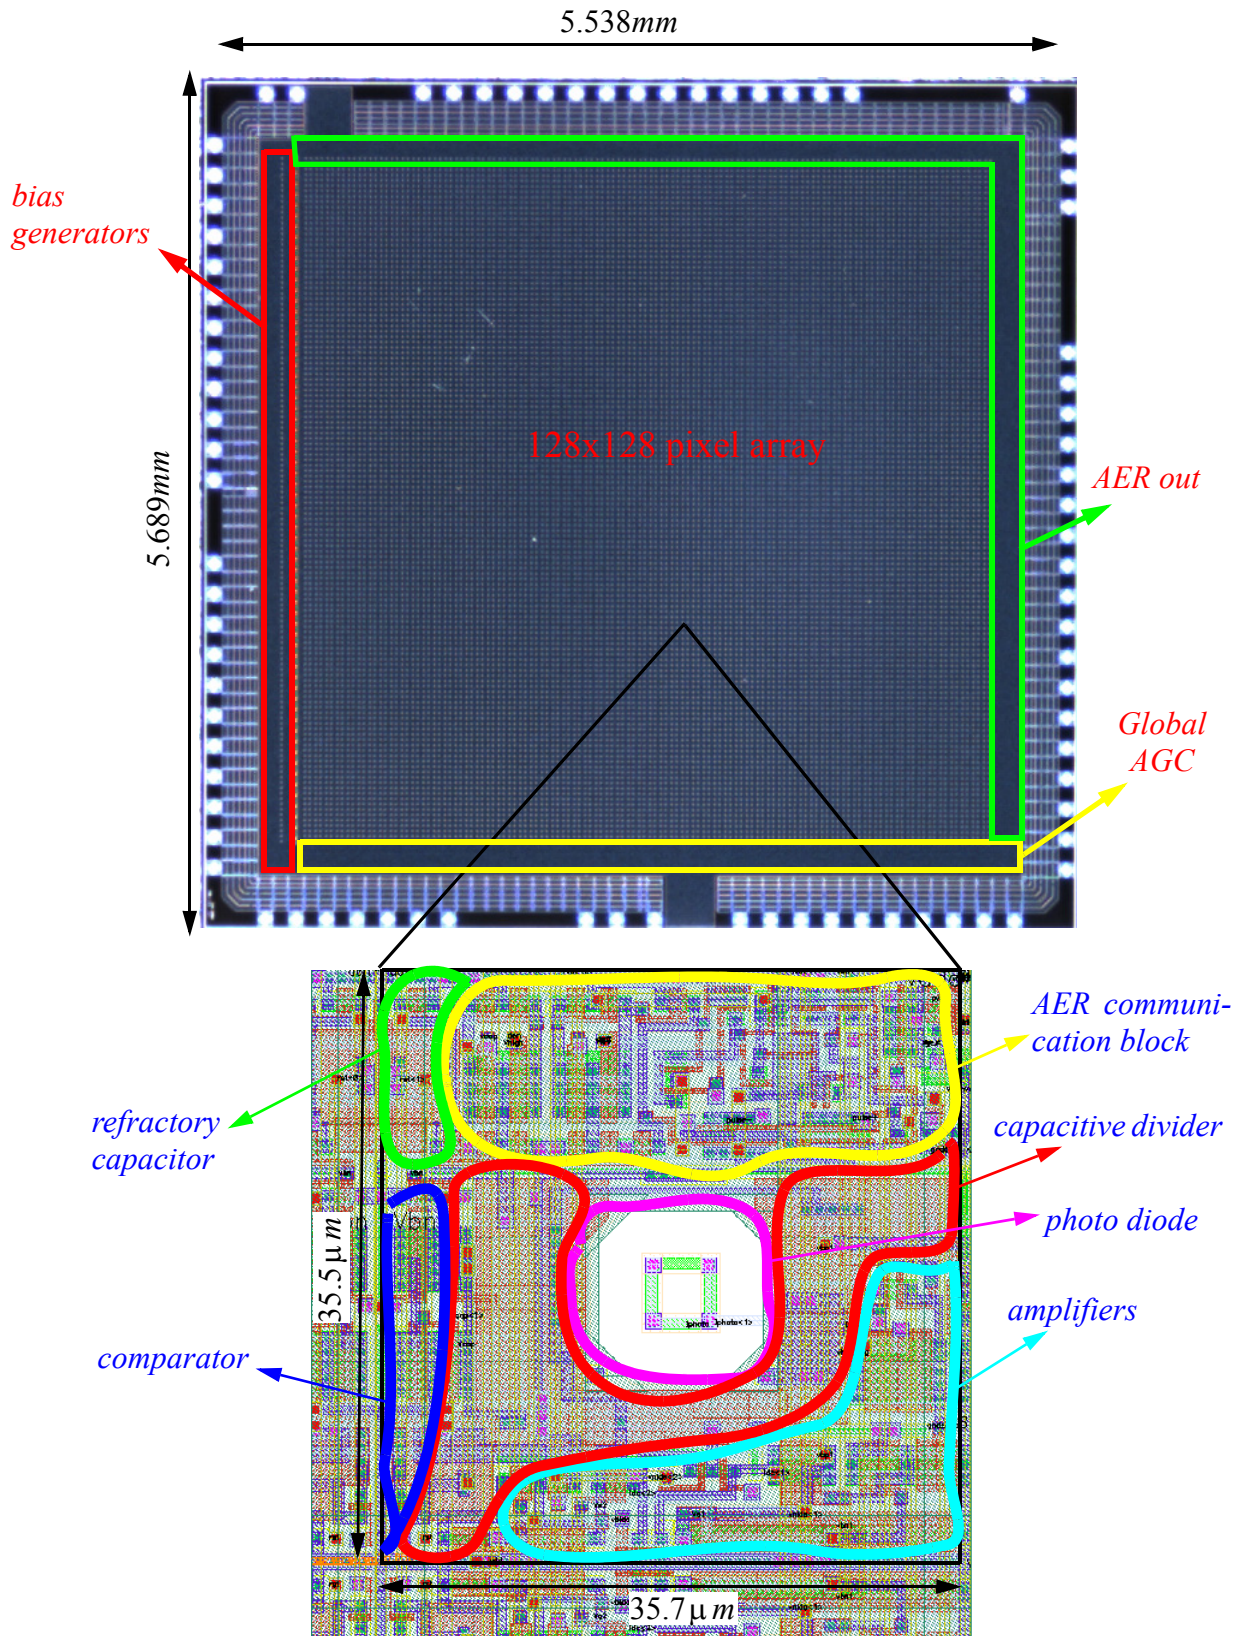 5.538mm
bias
generators
5.689mm
128x128 pixel array
AER out
Global
AGC
AER communi-
cation block
refractory
capacitor
capacitive divider
photo diode
35.5μm
amplifiers
comparator
35.7μm